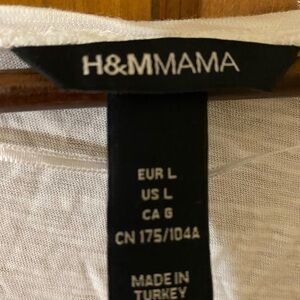 H&MMAMA
EUR L
US L
CA G
CN 175/104A
MADE IN
TURKEY